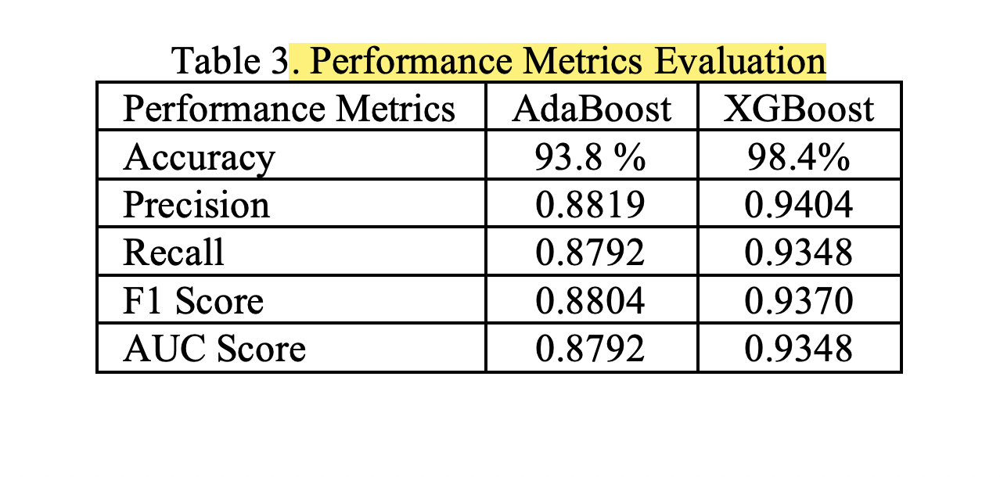 Table 3. Performance Metrics Evaluation
Performance Metrics AdaBoost XGBoost
Accuracy 93.8 % 98.4%
Precision 0.8819 0.9404
Recall 0.8792 0.9348
F1 Score 0.8804 0.9370
AUC Score 0.8792 0.9348